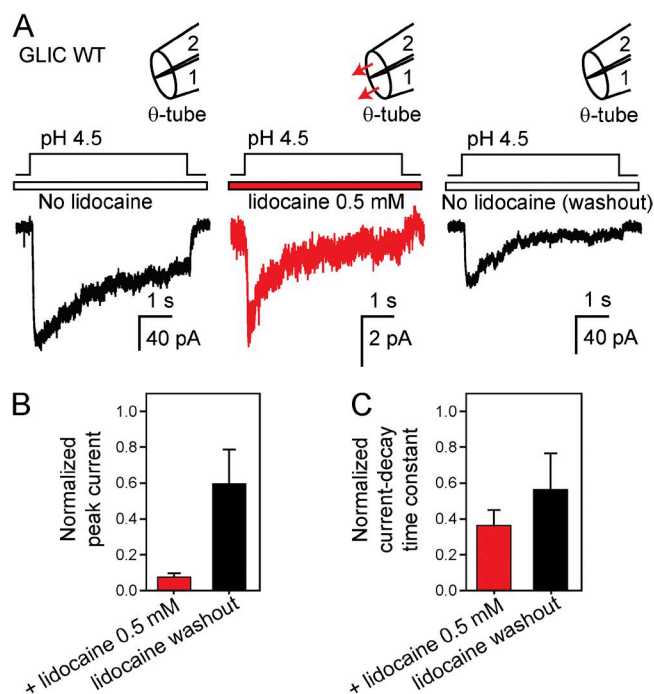 A
GLIC WT
2
1
θ-tube
2
1
θ-tube
2
1
θ-tube
pH 4.5
pH 4.5
pH 4.5
No lidocaine
lidocaine 0.5 mM
No lidocaine (washout)
1 s
40 pA
1 s
2 pA
1 s
40 pA
B
Normalized
peak current
1.0
0.8
0.6
0.4
0.2
0.0
+ lidocaine 0.5 mM
lidocaine washout
C
Normalized
current-decay
time constant
1.0
0.8
0.6
0.4
0.2
0.0
+ lidocaine 0.5 mM
lidocaine washout